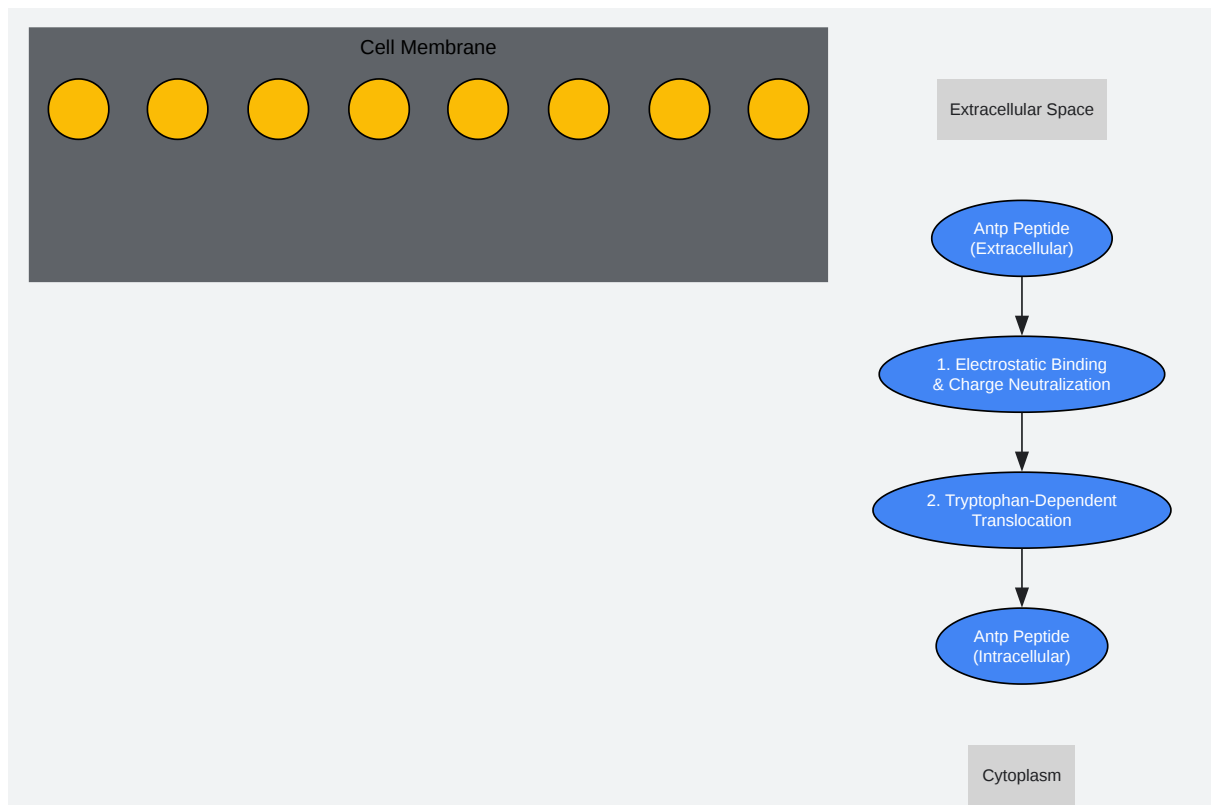 Cell Membrane
Extracellular Space
Antp Peptide
(Extracellular)
1. Electrostatic Binding
& Charge Neutralization
2. Tryptophan-Dependent
Translocation
Antp Peptide
(Intracellular)
Cytoplasm